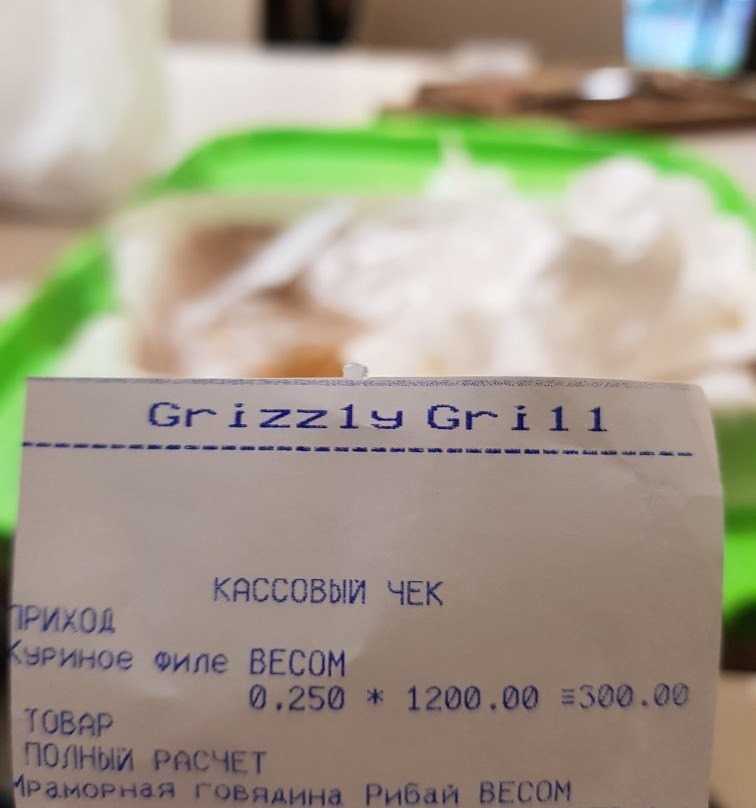 Grizzly Grill
КАССОВЫЙ ЧЕК
ПРИХОД
Куриное филе ВЕСОМ
0.250 * 1200.00 ≡300.00
ТОВАР
ПОЛНЫЙ РАСЧЕТ
Мраморная говядина Рибай ВЕСОМ